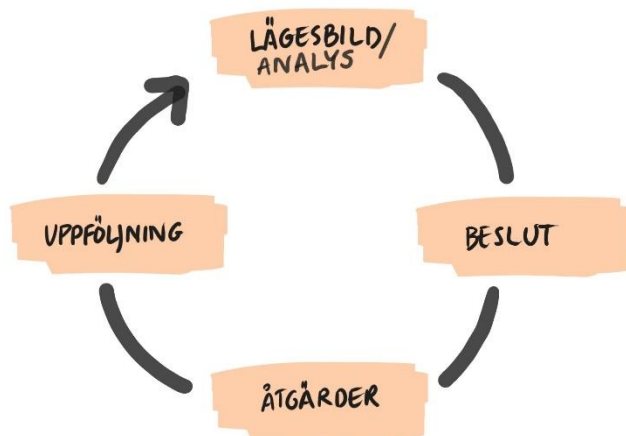 LÄGESBILD/
ANALYS
BESLUT
ÅTGÄRDER
UPPFÖLJNING